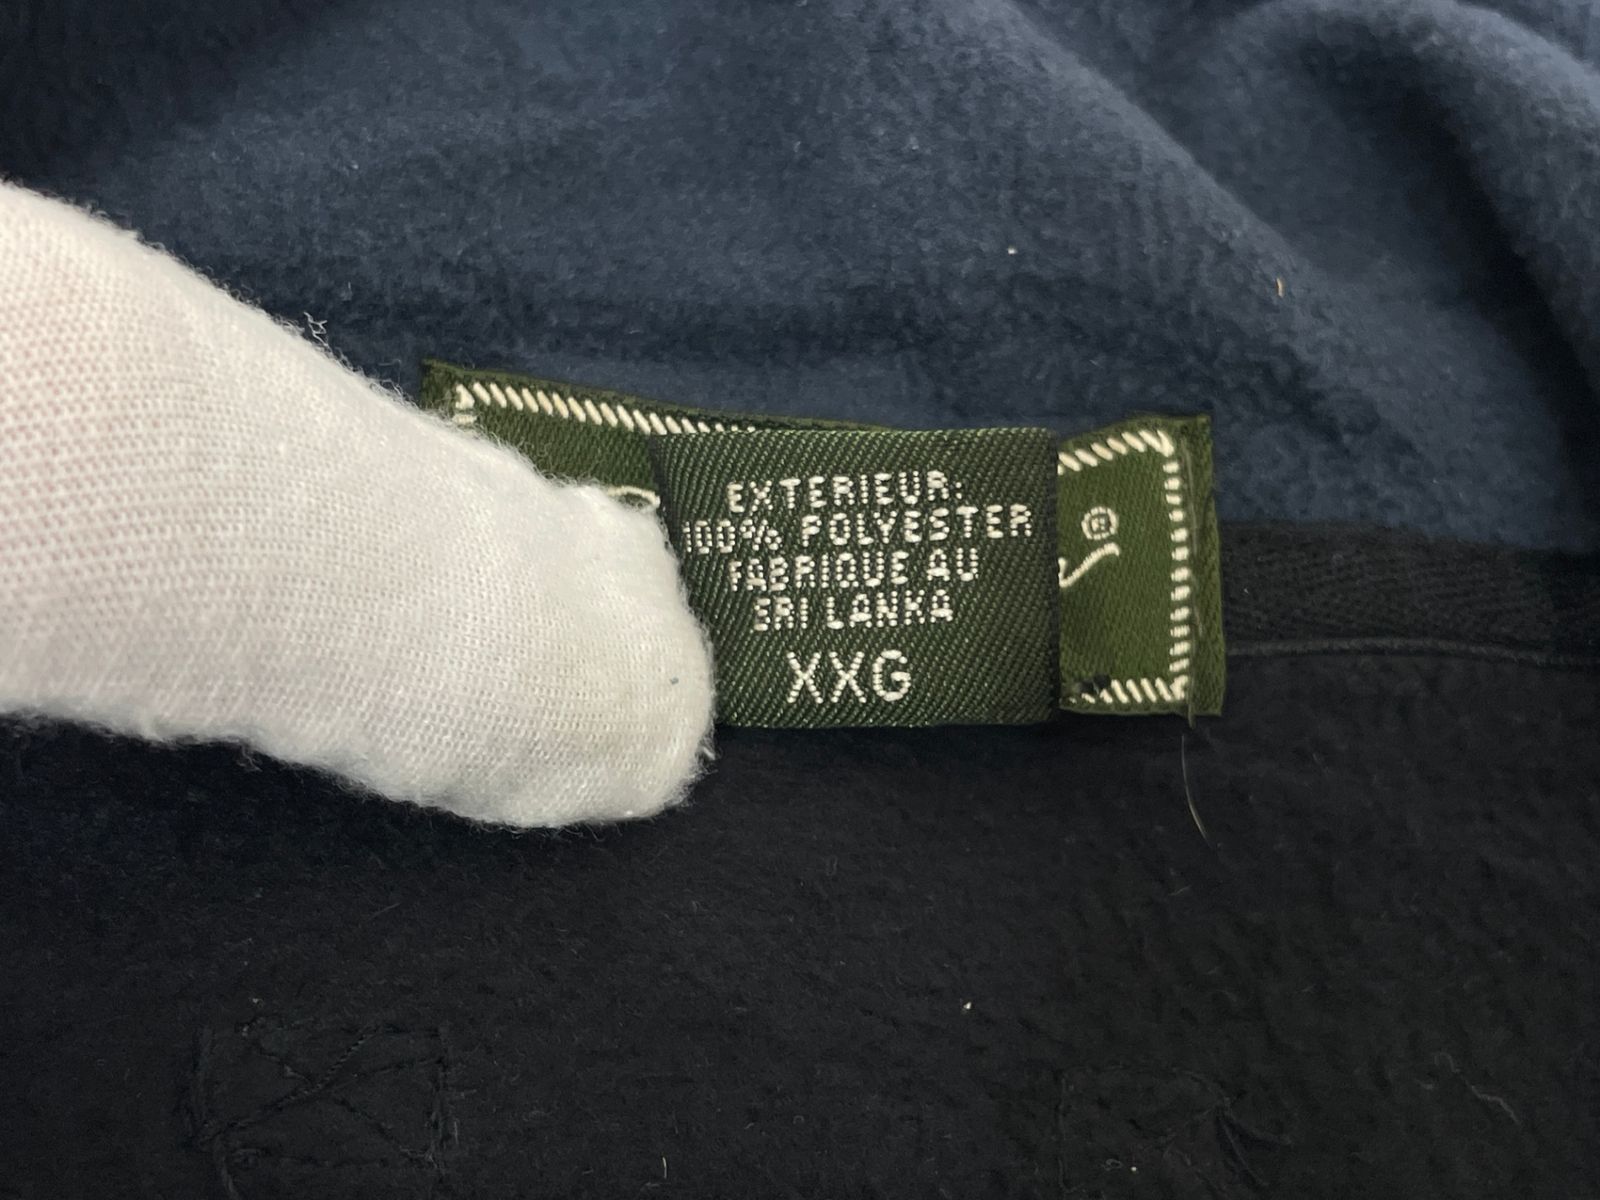 EXTERIEUR:
100% POLYESTER
FABRIQUE AU
SRI LANKA
XXG
®